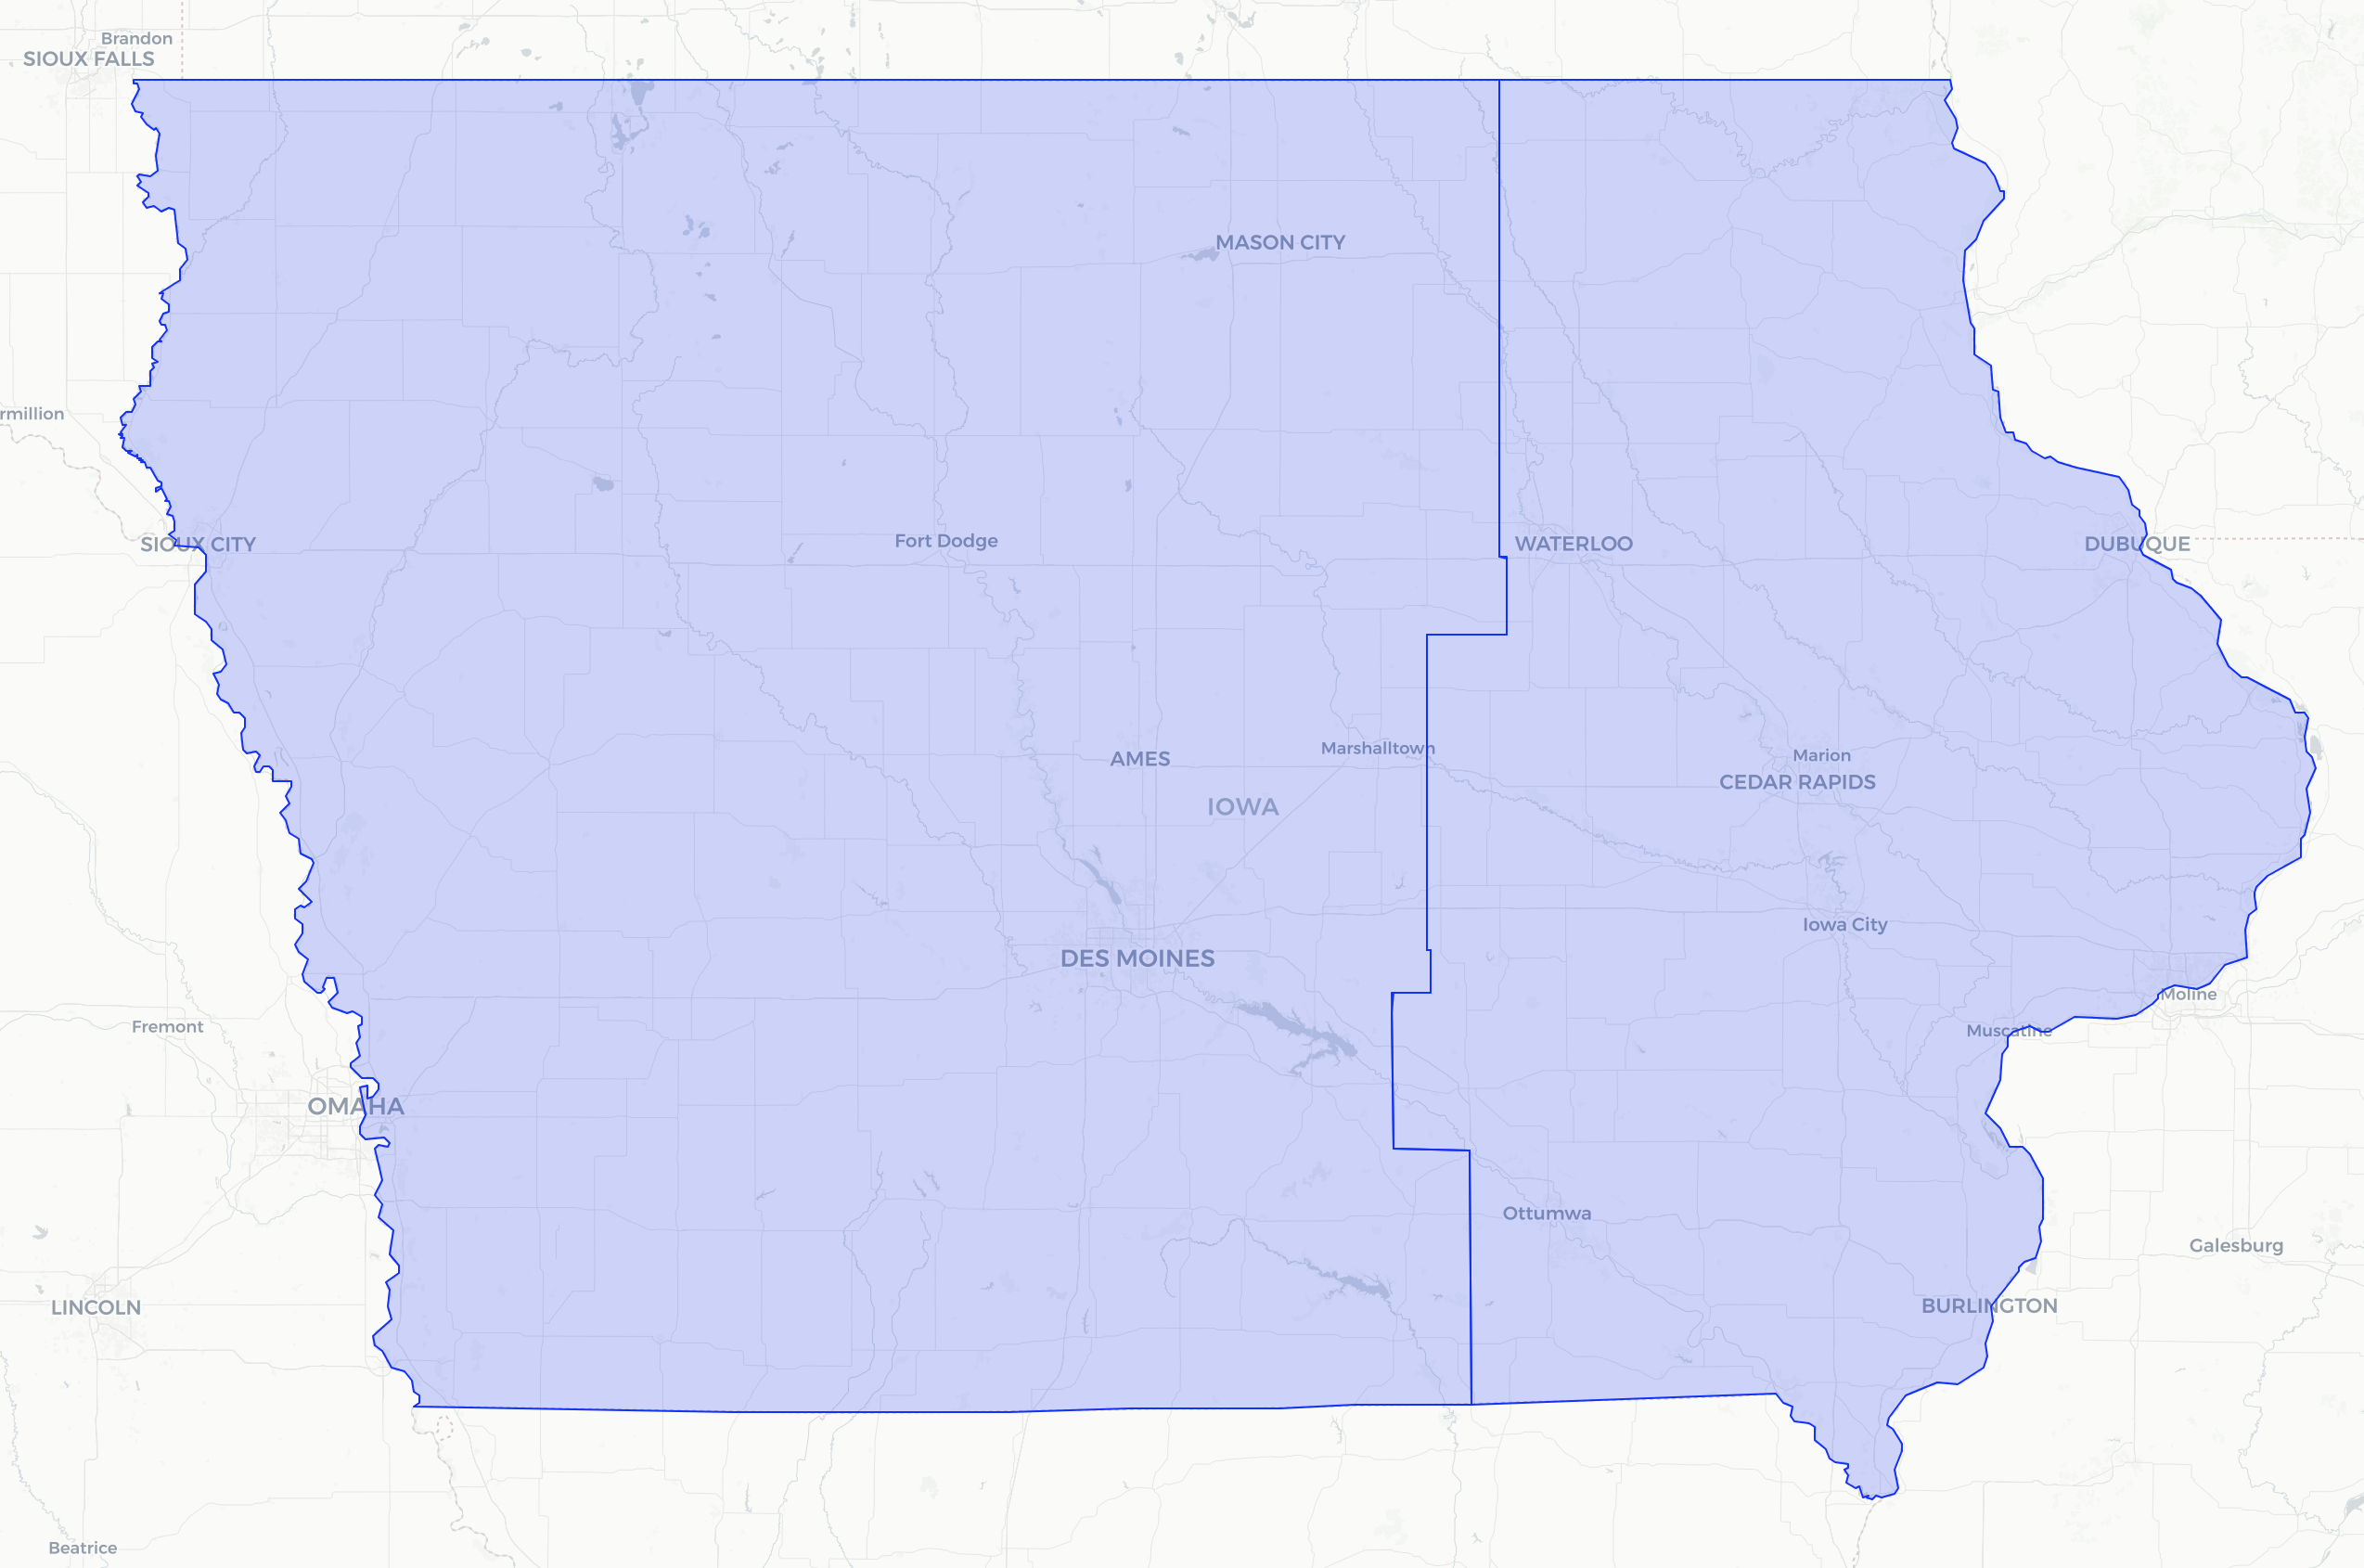 Brandon
SIOUX FALLS
MASON CITY
rmillion
SIOUX CITY
Fort Dodge
WATERLOO
DUBUQUE
Marshalltown
AMES
Marion
CEDAR RAPIDS
IOWA
Iowa City
DES MOINES
Moline
Fremont
Muscatine
OMAHA
Ottumwa
Galesburg
LINCOLN
BURLINGTON
Beatrice